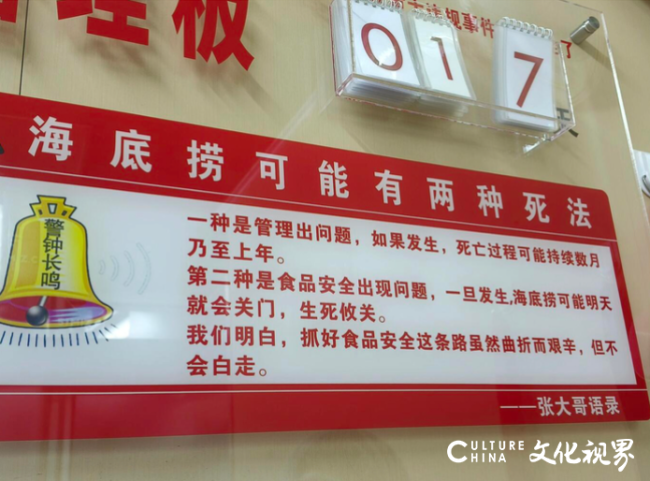 理板
违规事件
了
0 1 7
海底捞可能有两种死法
警钟长鸣
一种是管理出问题，如果发生，死亡过程可能持续数月
乃至上年。
第二种是食品安全出现问题，一旦发生,海底捞可能明天
就会关门，生死攸关。
我们明白，抓好食品安全这条路虽然曲折而艰辛，但不
会白走。
——张大哥语录
CULTURE CHINA 文化视界